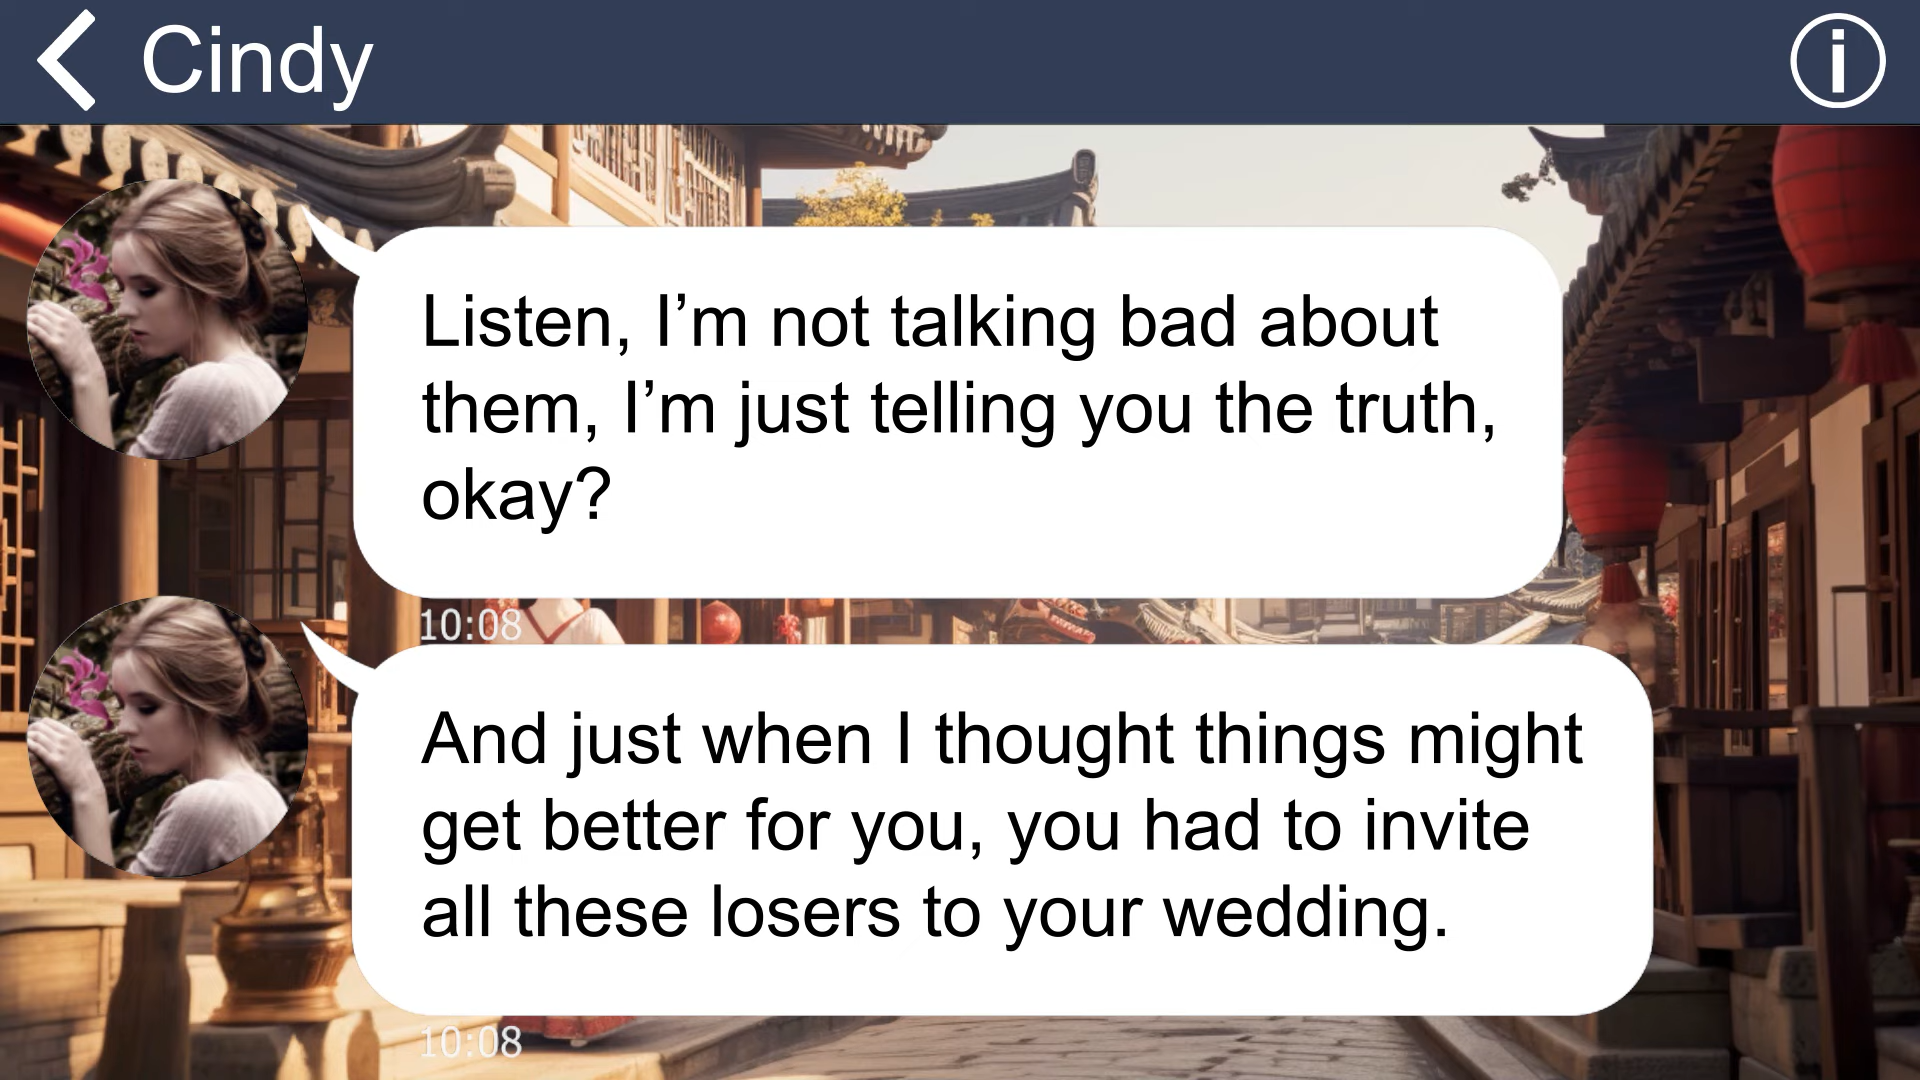 Cindy
Listen, I’m not talking bad about
them, I’m just telling you the truth,
okay?
10:08
And just when I thought things might
get better for you, you had to invite
all these losers to your wedding.
10:08